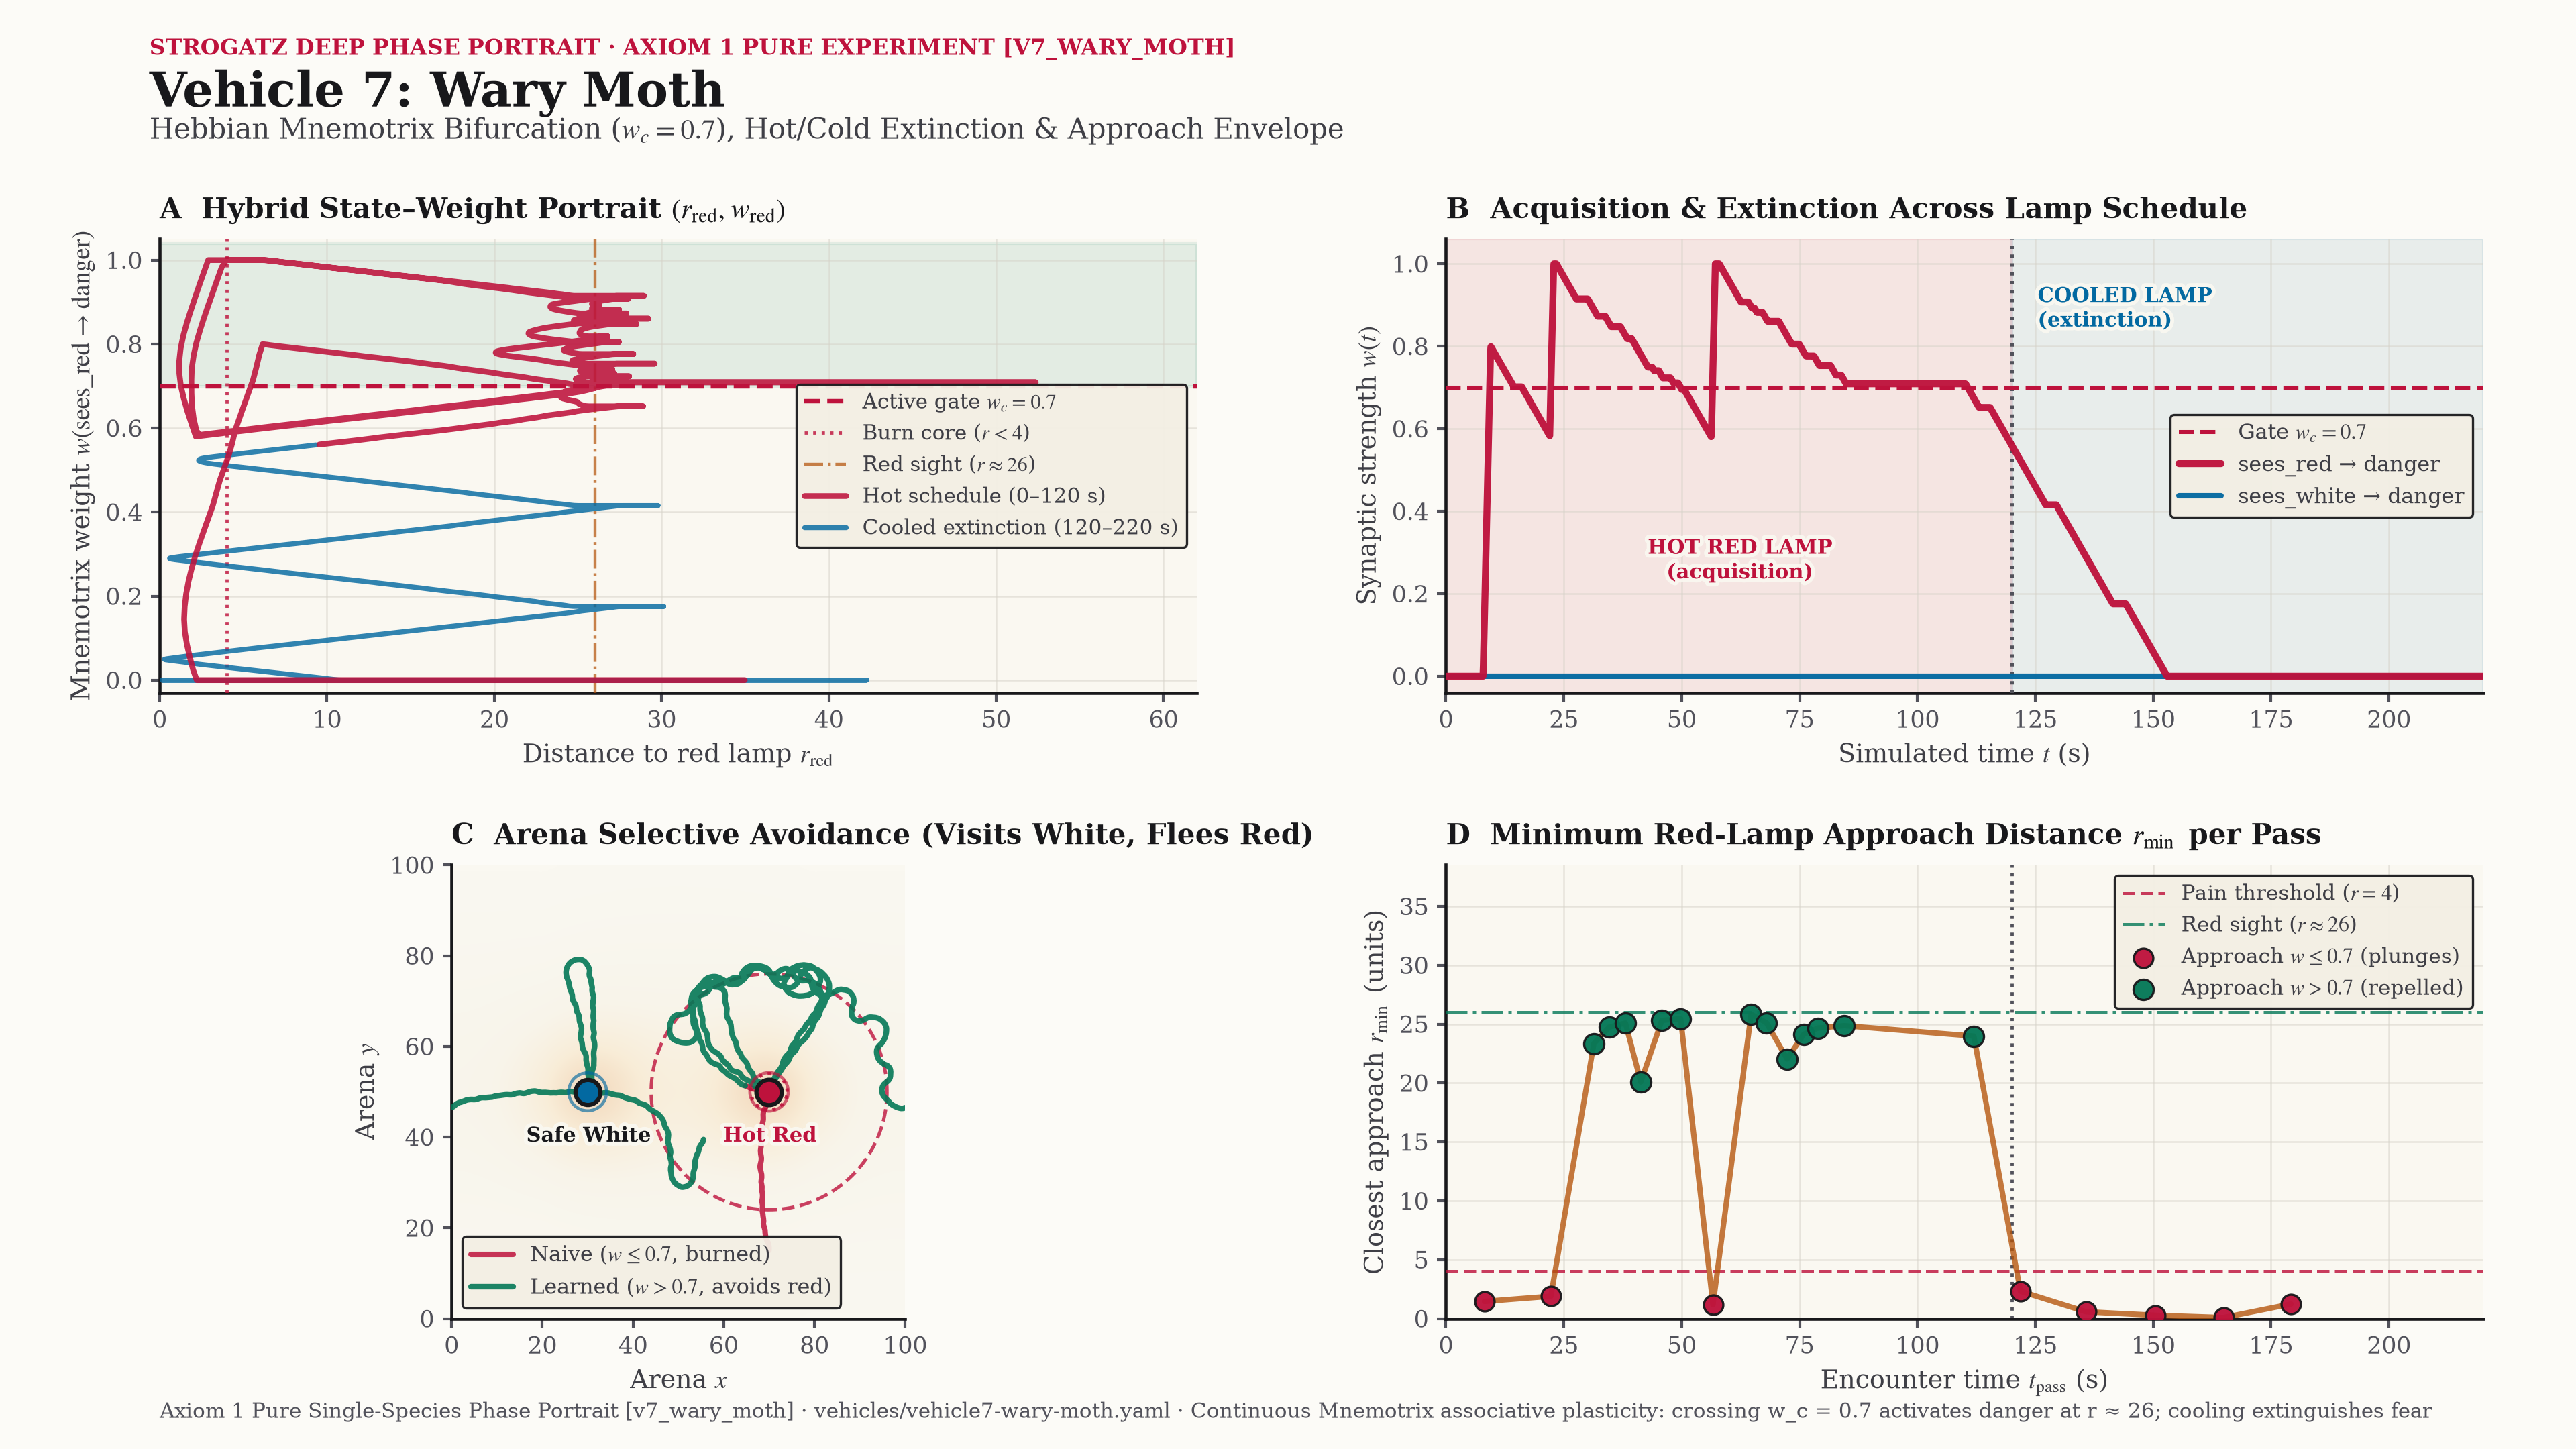 STROGATZ DEEP PHASE PORTRAIT · AXIOM 1 PURE EXPERIMENT [V7_WARY_MOTH]
Vehicle 7: Wary Moth
Hebbian Mnemotrix Bifurcation (w_c = 0.7), Hot/Cold Extinction & Approach Envelope
A Hybrid State–Weight Portrait (r_red, w_red)
Mnemotrix weight w(sees_red → danger)
1.0
0.8
0.6
0.4
0.2
0.0
Active gate w_c = 0.7
Burn core (r < 4)
Red sight (r ≈ 26)
Hot schedule (0–120 s)
Cooled extinction (120–220 s)
0 10 20 30 40 50 60
Distance to red lamp r_red
B Acquisition & Extinction Across Lamp Schedule
Synaptic strength w(t)
1.0
0.8
0.6
0.4
0.2
0.0
COOLED LAMP
(extinction)
HOT RED LAMP
(acquisition)
Gate w_c = 0.7
sees_red → danger
sees_white → danger
0 25 50 75 100 125 150 175 200
Simulated time t (s)
C Arena Selective Avoidance (Visits White, Flees Red)
Arena y
100
80
60
40
20
0
Safe White
Hot Red
Naive (w ≤ 0.7, burned)
Learned (w > 0.7, avoids red)
0 20 40 60 80 100
Arena x
D Minimum Red-Lamp Approach Distance r_min per Pass
Closest approach r_min (units)
35
30
25
20
15
10
5
0
Pain threshold (r = 4)
Red sight (r ≈ 26)
Approach w ≤ 0.7 (plunges)
Approach w > 0.7 (repelled)
0 25 50 75 100 125 150 175 200
Encounter time t_pass (s)
Axiom 1 Pure Single-Species Phase Portrait [v7_wary_moth] · vehicles/vehicle7-wary-moth.yaml · Continuous Mnemotrix associative plasticity: crossing w_c = 0.7 activates danger at r ≈ 26; cooling extinguishes fear